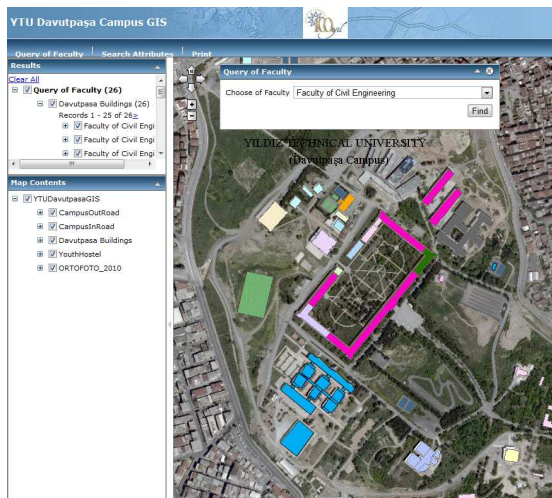 YTU Davutpaşa Campus GIS
Query of Faculty
Search Attributes
Print
Results
Clear All
Query of Faculty (26)
Davutpasa Buildings (26)
Records 1 - 25 of 26>
Faculty of Civil Engi
Faculty of Civil Engi
Faculty of Civil Engi
Map Contents
YTUDavutpasaGIS
CampusOutRoad
CampusInRoad
Davutpasa Buildings
YouthHostel
ORTOFOTO_2010
Query of Faculty
Choose of Faculty
Faculty of Civil Engineering
Find
YILDIZ TECHNICAL UNIVERSITY
(Davutpaşa Campus)